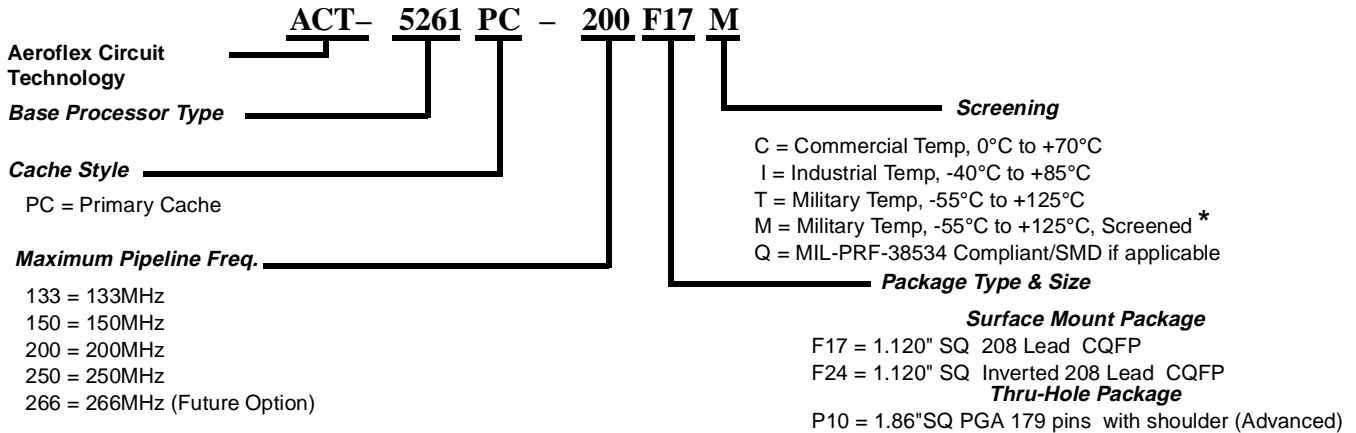 ACT– 5261 PC – 200 F17 M
Aeroflex Circuit
Technology
Base Processor Type
Cache Style
PC = Primary Cache
Maximum Pipeline Freq.
133 = 133MHz
150 = 150MHz
200 = 200MHz
250 = 250MHz
266 = 266MHz (Future Option)
Screening
C = Commercial Temp, 0°C to +70°C
I = Industrial Temp, -40°C to +85°C
T = Military Temp, -55°C to +125°C
M = Military Temp, -55°C to +125°C, Screened *
Q = MIL-PRF-38534 Compliant/SMD if applicable
Package Type & Size
Surface Mount Package
F17 = 1.120" SQ 208 Lead CQFP
F24 = 1.120" SQ Inverted 208 Lead CQFP
Thru-Hole Package
P10 = 1.86"SQ PGA 179 pins with shoulder (Advanced)